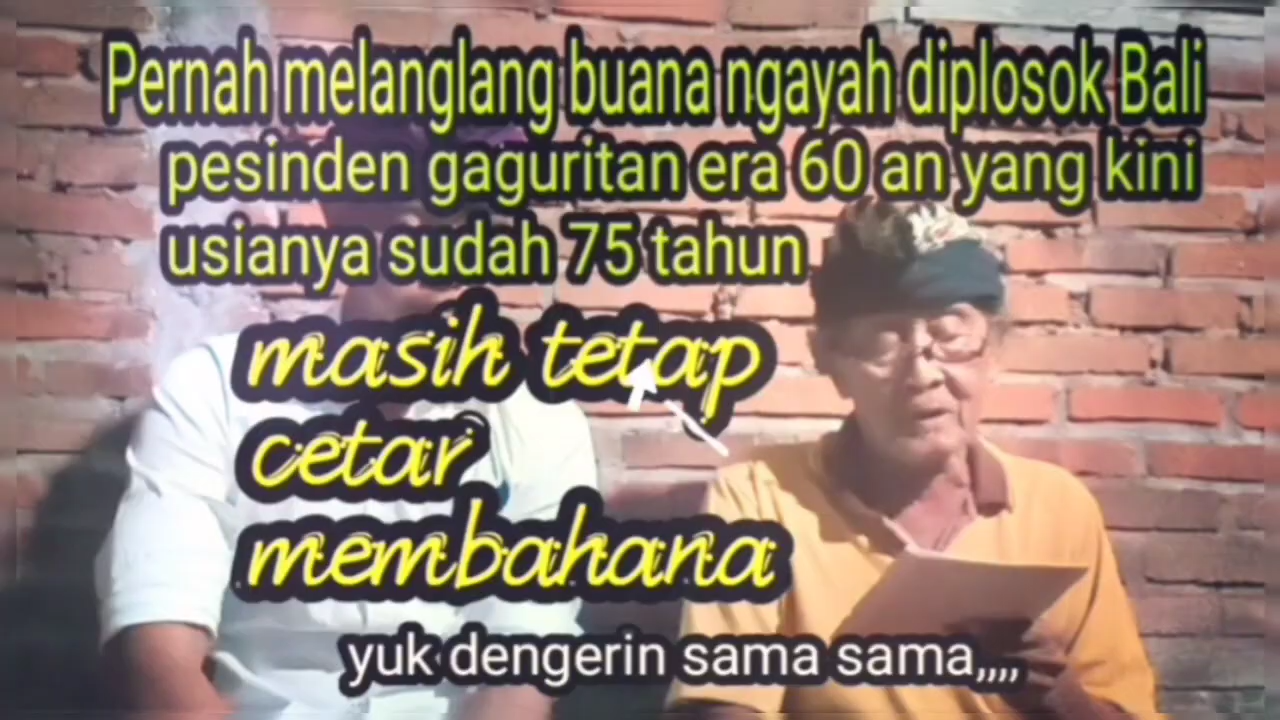 Pernah melanglang buana ngayah diplosok Bali
pesinden gaguritan era 60 an yang kini
usianya sudah 75 tahun
masih tetap
cetar
membahana
yuk dengerin sama sama,,,,